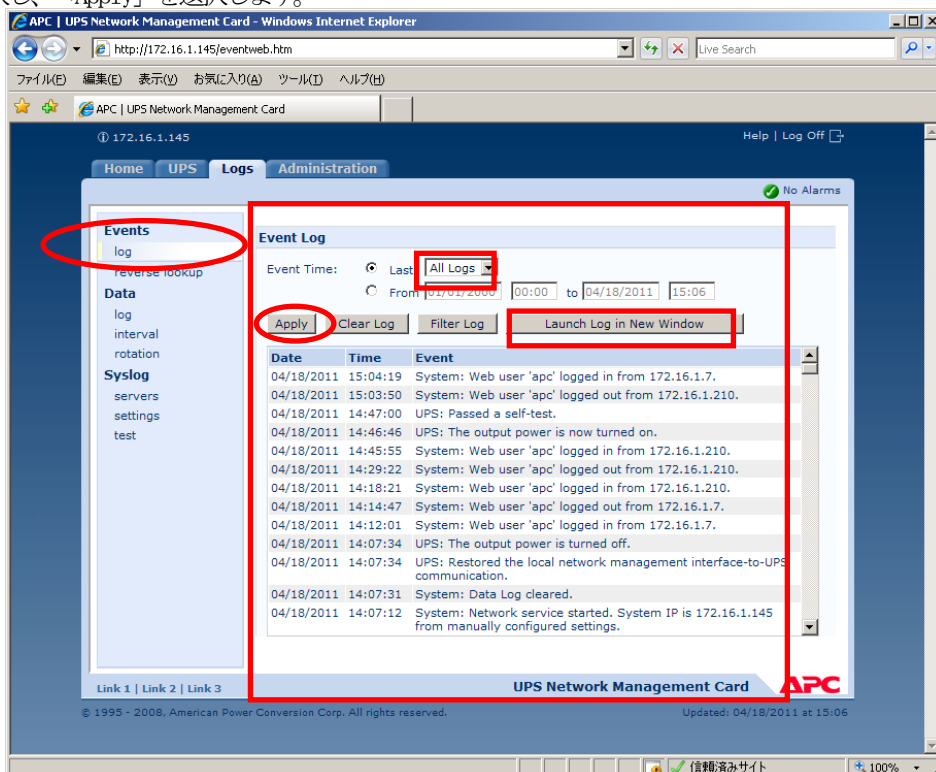 し、「Apply」を選択します。
APC | UPS Network Management Card - Windows Internet Explorer
http://172.16.1.145/eventweb.htm
Live Search
ファイル(F) 編集(E) 表示(V) お気に入り(A) ツール(T) ヘルプ(H)
APC | UPS Network Management Card
172.16.1.145
Help | Log Off
Home UPS Logs Administration
No Alarms
Events
log
reverse lookup
Data
log
interval
rotation
Syslog
servers
settings
test
Event Log
Event Time: Last All Logs
From 01/01/2000 00:00 to 04/18/2011 15:06
Apply Clear Log Filter Log Launch Log in New Window
Date Time Event
04/18/2011 15:04:19 System: Web user 'apc' logged in from 172.16.1.7.
04/18/2011 15:03:50 System: Web user 'apc' logged out from 172.16.1.210.
04/18/2011 14:47:00 UPS: Passed a self-test.
04/18/2011 14:46:46 UPS: The output power is now turned on.
04/18/2011 14:45:55 System: Web user 'apc' logged in from 172.16.1.210.
04/18/2011 14:29:22 System: Web user 'apc' logged out from 172.16.1.210.
04/18/2011 14:18:21 System: Web user 'apc' logged in from 172.16.1.210.
04/18/2011 14:14:47 System: Web user 'apc' logged out from 172.16.1.7.
04/18/2011 14:12:01 System: Web user 'apc' logged in from 172.16.1.7.
04/18/2011 14:07:34 UPS: The output power is turned off.
04/18/2011 14:07:34 UPS: Restored the local network management interface-to-UPS
communication.
04/18/2011 14:07:31 System: Data Log cleared.
04/18/2011 14:07:12 System: Network service started. System IP is 172.16.1.145
from manually configured settings.
Link 1 | Link 2 | Link 3
UPS Network Management Card
APC
© 1995 - 2008, American Power Conversion Corp. All rights reserved.
Updated: 04/18/2011 at 15:06
信頼済みサイト
100%